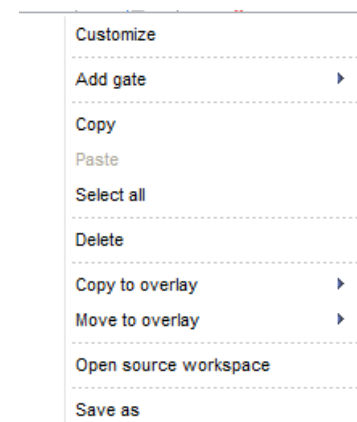 Customize
Add gate
Copy
Paste
Select all
Delete
Copy to overlay
Move to overlay
Open source workspace
Save as